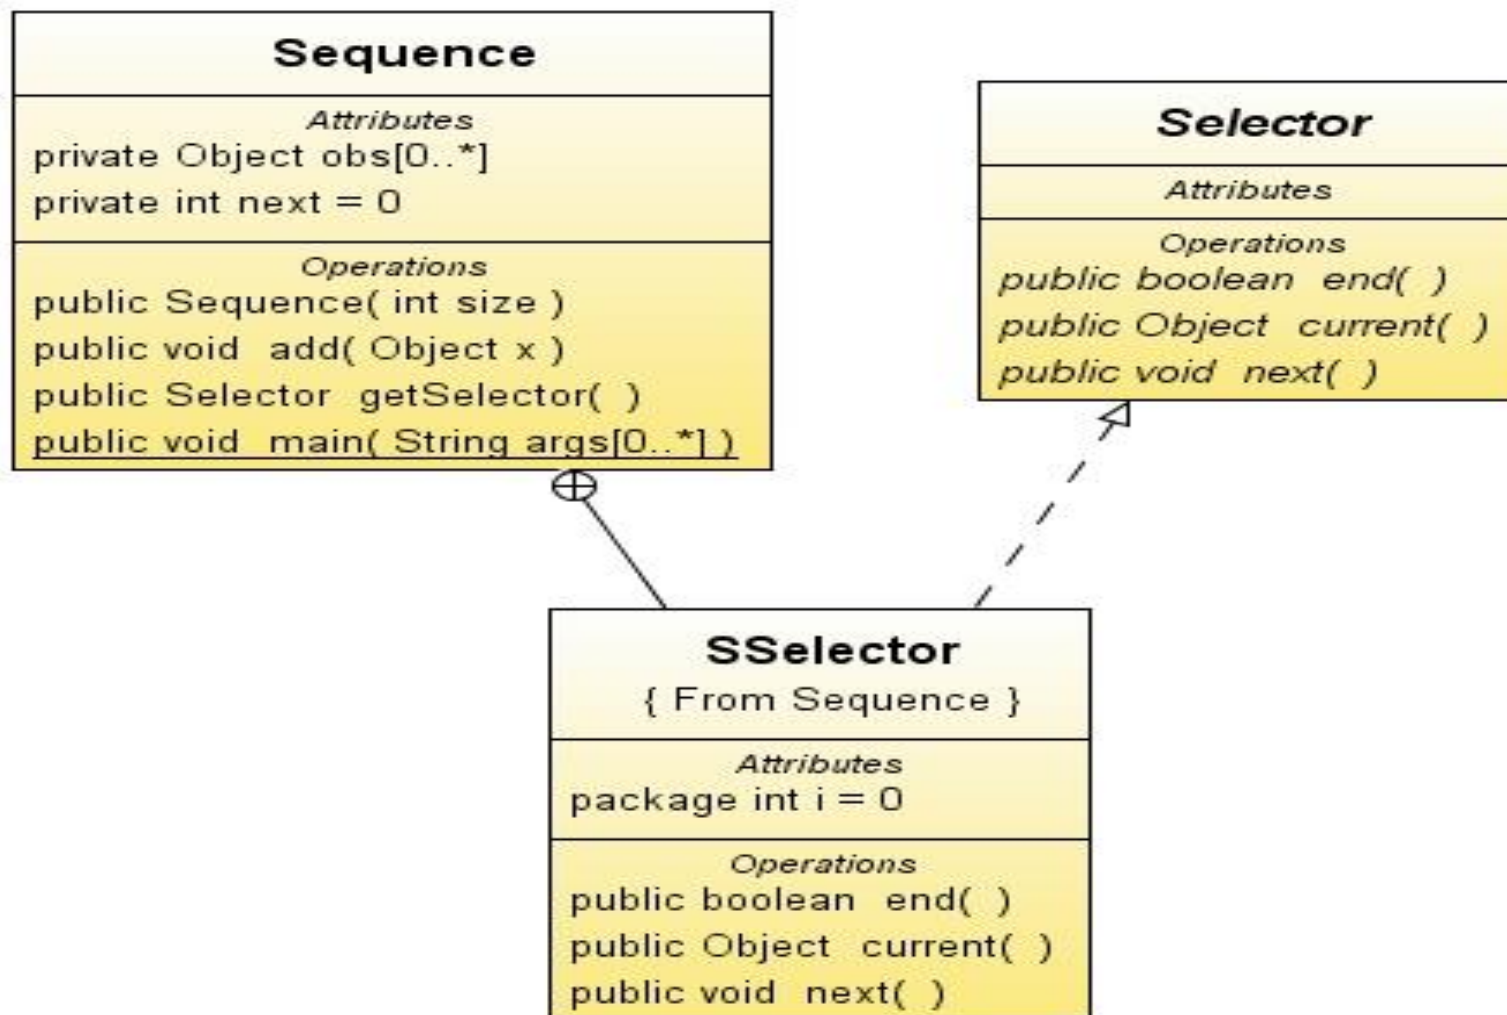 Sequence
Attributes
private Object obs[0..*]
private int next = 0
Operations
public Sequence( int size )
public void add( Object x )
public Selector getSelector( )
public void main( String args[0..*] )
Selector
Attributes
Operations
public boolean end( )
public Object current( )
public void next( )
SSelector
{ From Sequence }
Attributes
package int i = 0
Operations
public boolean end( )
public Object current( )
public void next( )